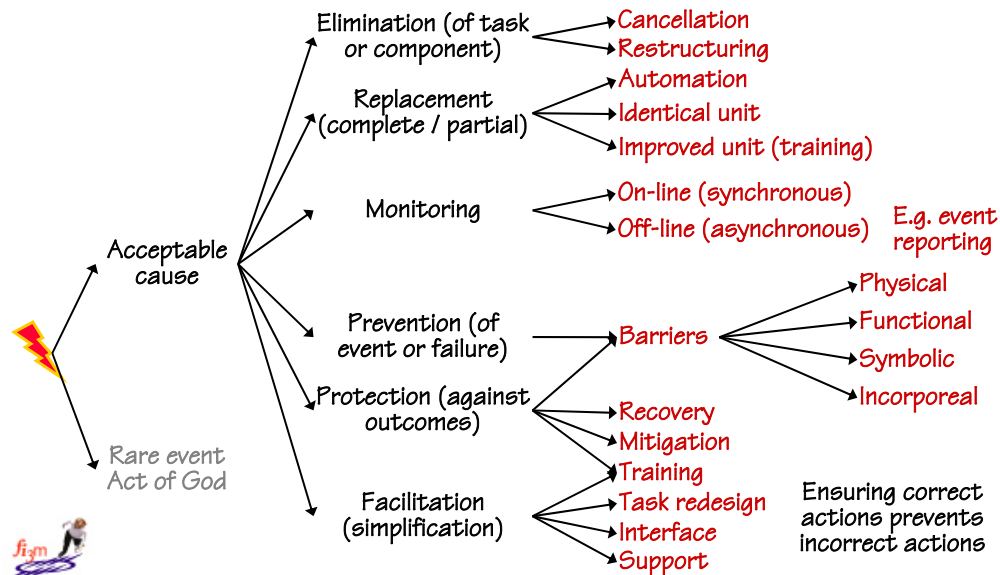 Elimination (of task
or component)
Cancellation
Restructuring
Replacement
(complete / partial)
Automation
Identical unit
Improved unit (training)
Monitoring
On-line (synchronous)
Off-line (asynchronous)
E.g. event
reporting
Acceptable
cause
Prevention (of
event or failure)
Barriers
Physical
Functional
Symbolic
Incorporeal
Protection (against
outcomes)
Recovery
Mitigation
Training
Rare event
Act of God
Facilitation
(simplification)
Task redesign
Interface
Support
Ensuring correct
actions prevents
incorrect actions